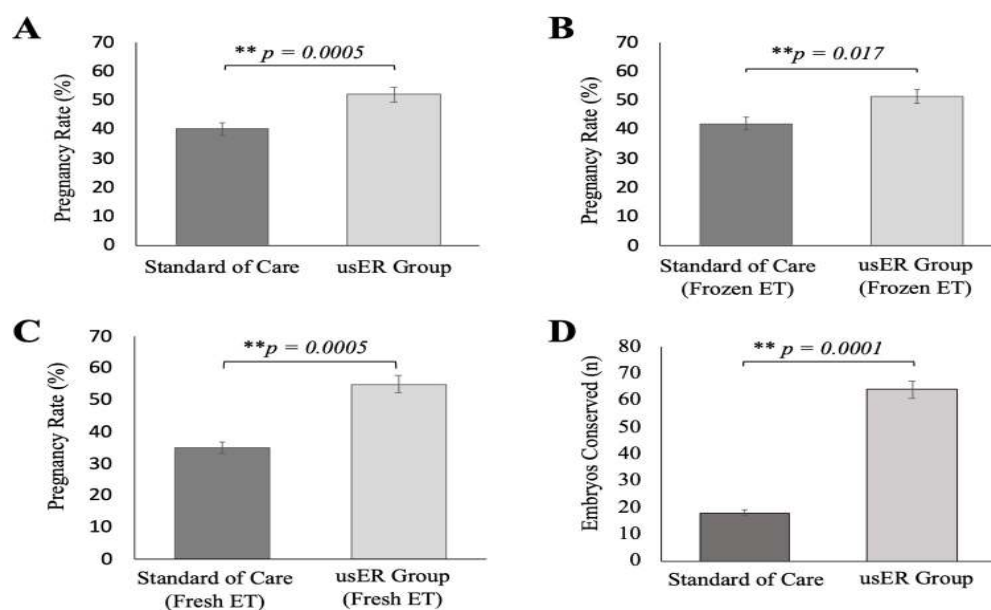 A
Pregnancy Rate (%)
70
60
50
40
30
20
10
0
** p = 0.0005
Standard of Care
usER Group
B
Pregnancy Rate (%)
70
60
50
40
30
20
10
0
**p = 0.017
Standard of Care
(Frozen ET)
usER Group
(Frozen ET)
C
Pregnancy Rate (%)
70
60
50
40
30
20
10
0
**p = 0.0005
Standard of Care
(Fresh ET)
usER Group
(Fresh ET)
D
Embryos Conserved (n)
80
70
60
50
40
30
20
10
0
** p = 0.0001
Standard of Care
usER Group